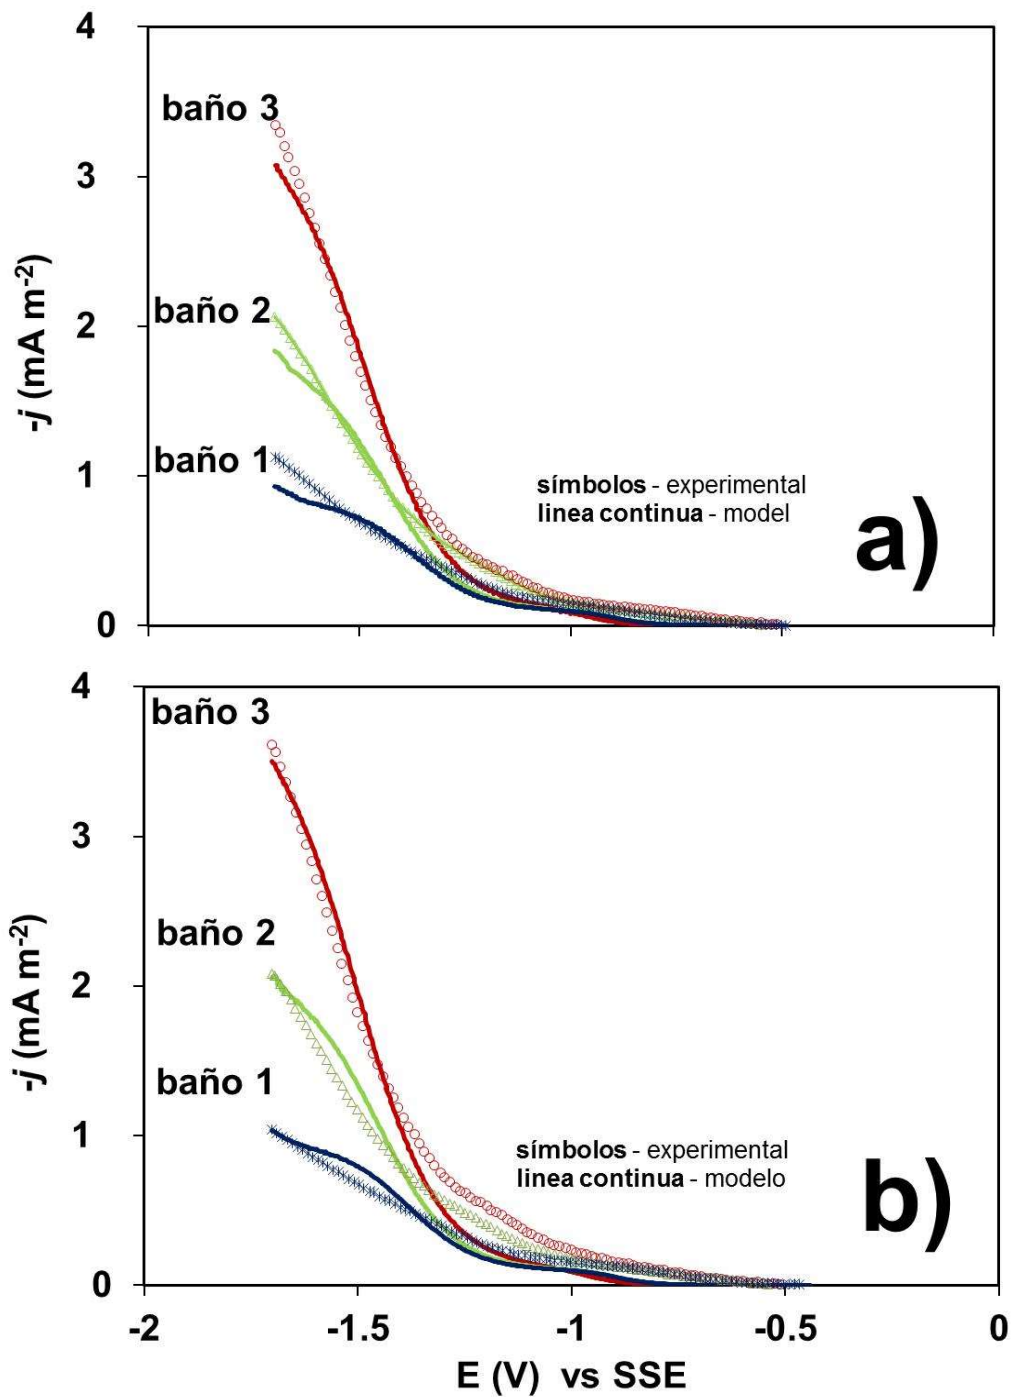 4
baño 3
3
-j (mA m-2)
baño 2
2
baño 1
1
símbolos - experimental
linea continua - model
a)
0
4
baño 3
3
baño 2
-j (mA m-2)
2
baño 1
1
símbolos - experimental
linea continua - modelo
b)
0
-2 -1.5 -1 -0.5 0
E (V) vs SSE